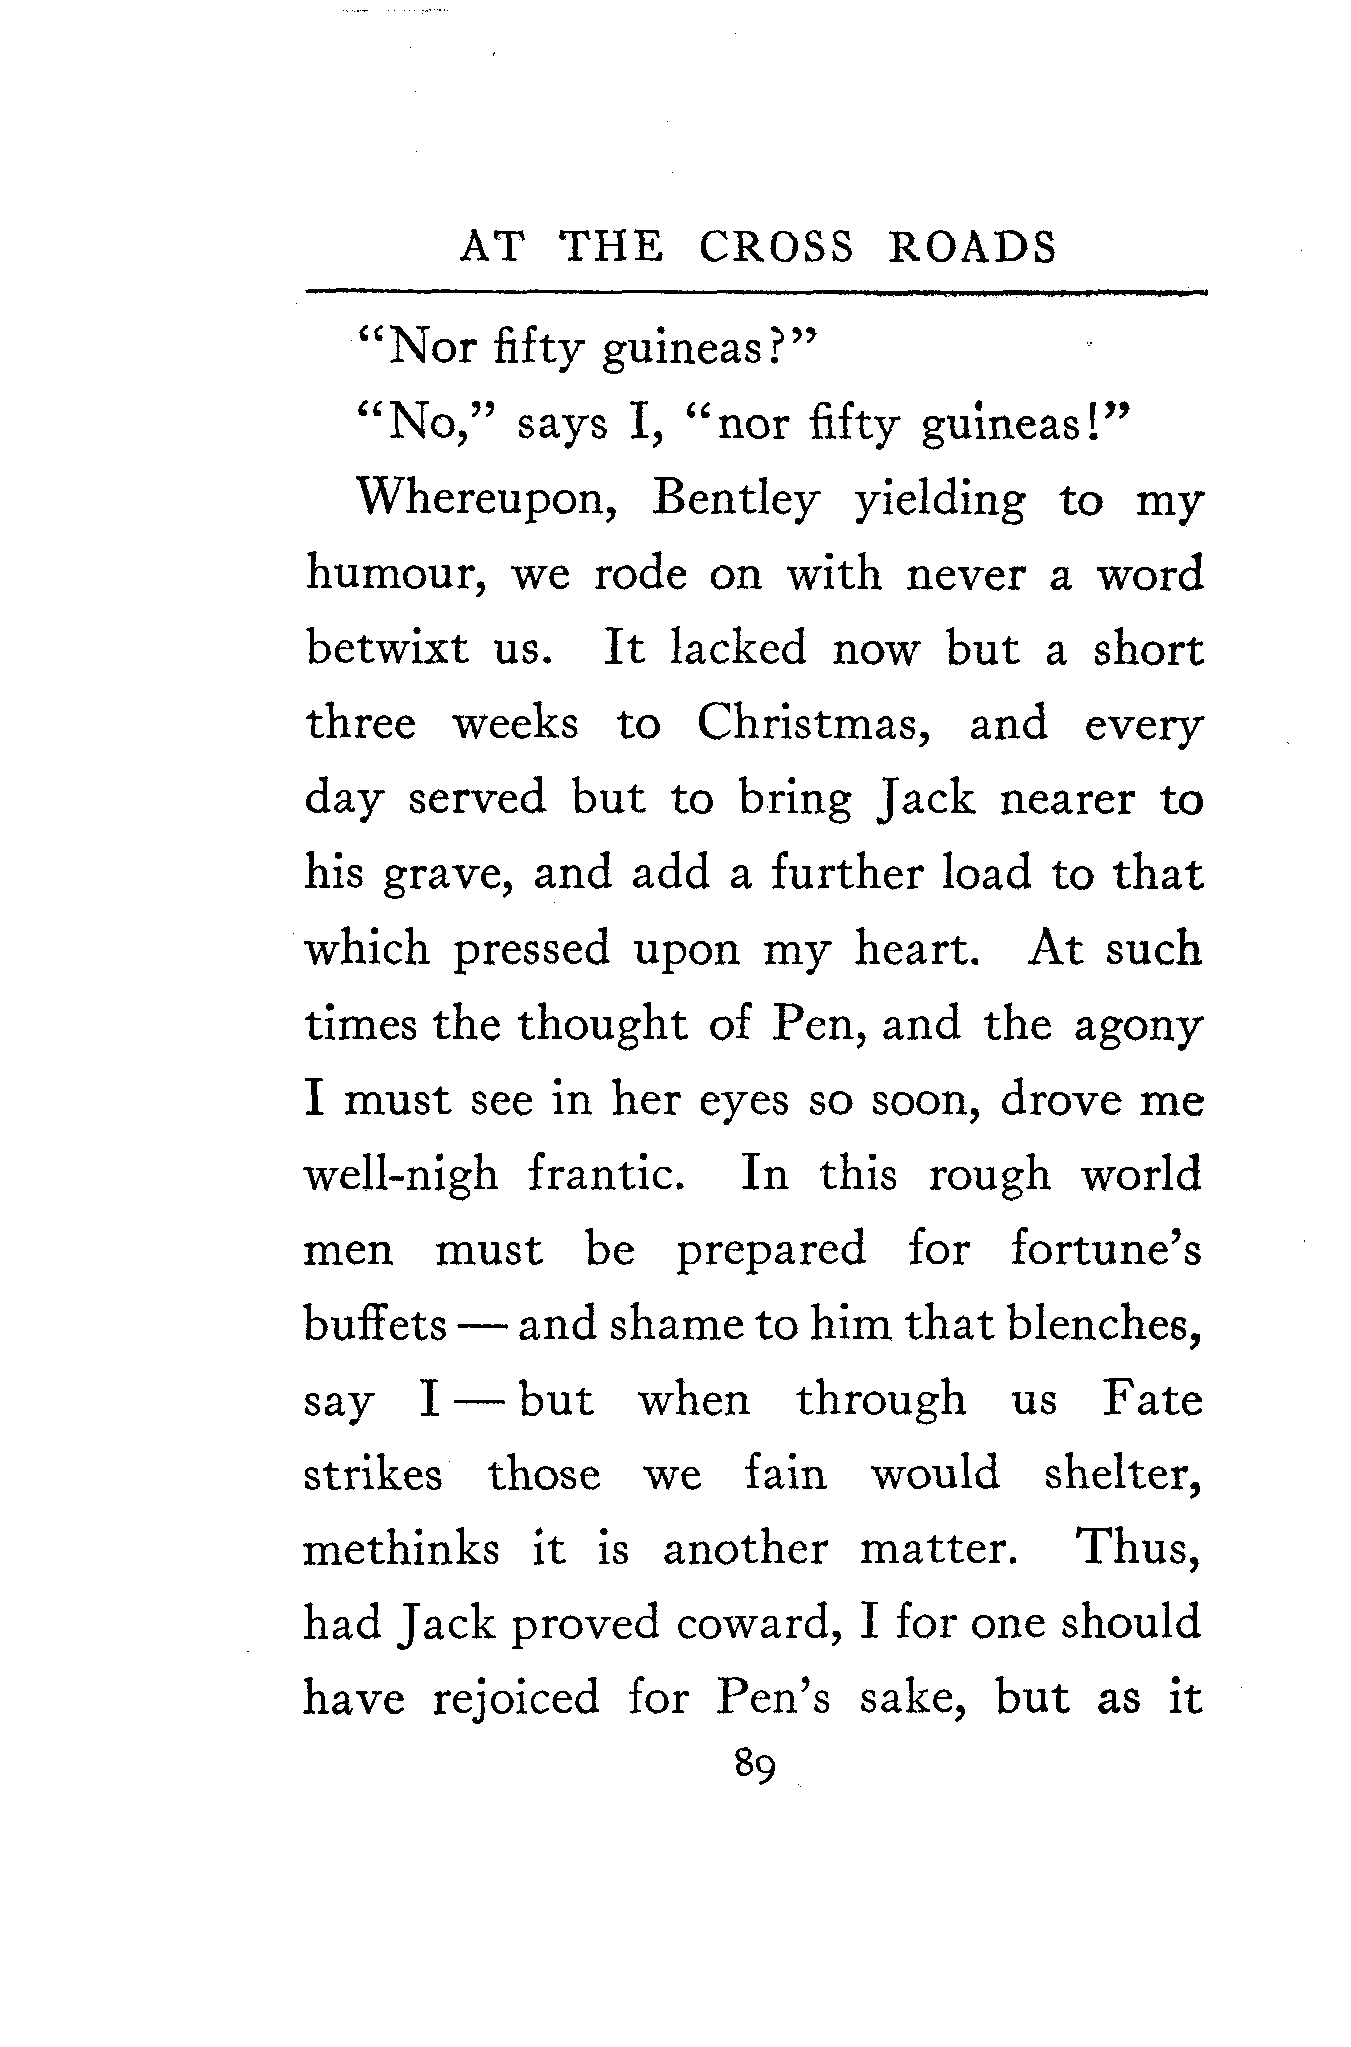 AT THE CROSS ROADS
“Nor fifty guineas?”
“No,” says I, “nor fifty guineas!”
Whereupon, Bentley yielding to my
humour, we rode on with never a word
betwixt us. It lacked now but a short
three weeks to Christmas, and every
day served but to bring Jack nearer to
his grave, and add a further load to that
which pressed upon my heart. At such
times the thought of Pen, and the agony
I must see in her eyes so soon, drove me
well-nigh frantic. In this rough world
men must be prepared for fortune’s
buffets — and shame to him that blenches,
say I — but when through us Fate
strikes those we fain would shelter,
methinks it is another matter. Thus,
had Jack proved coward, I for one should
have rejoiced for Pen’s sake, but as it
89